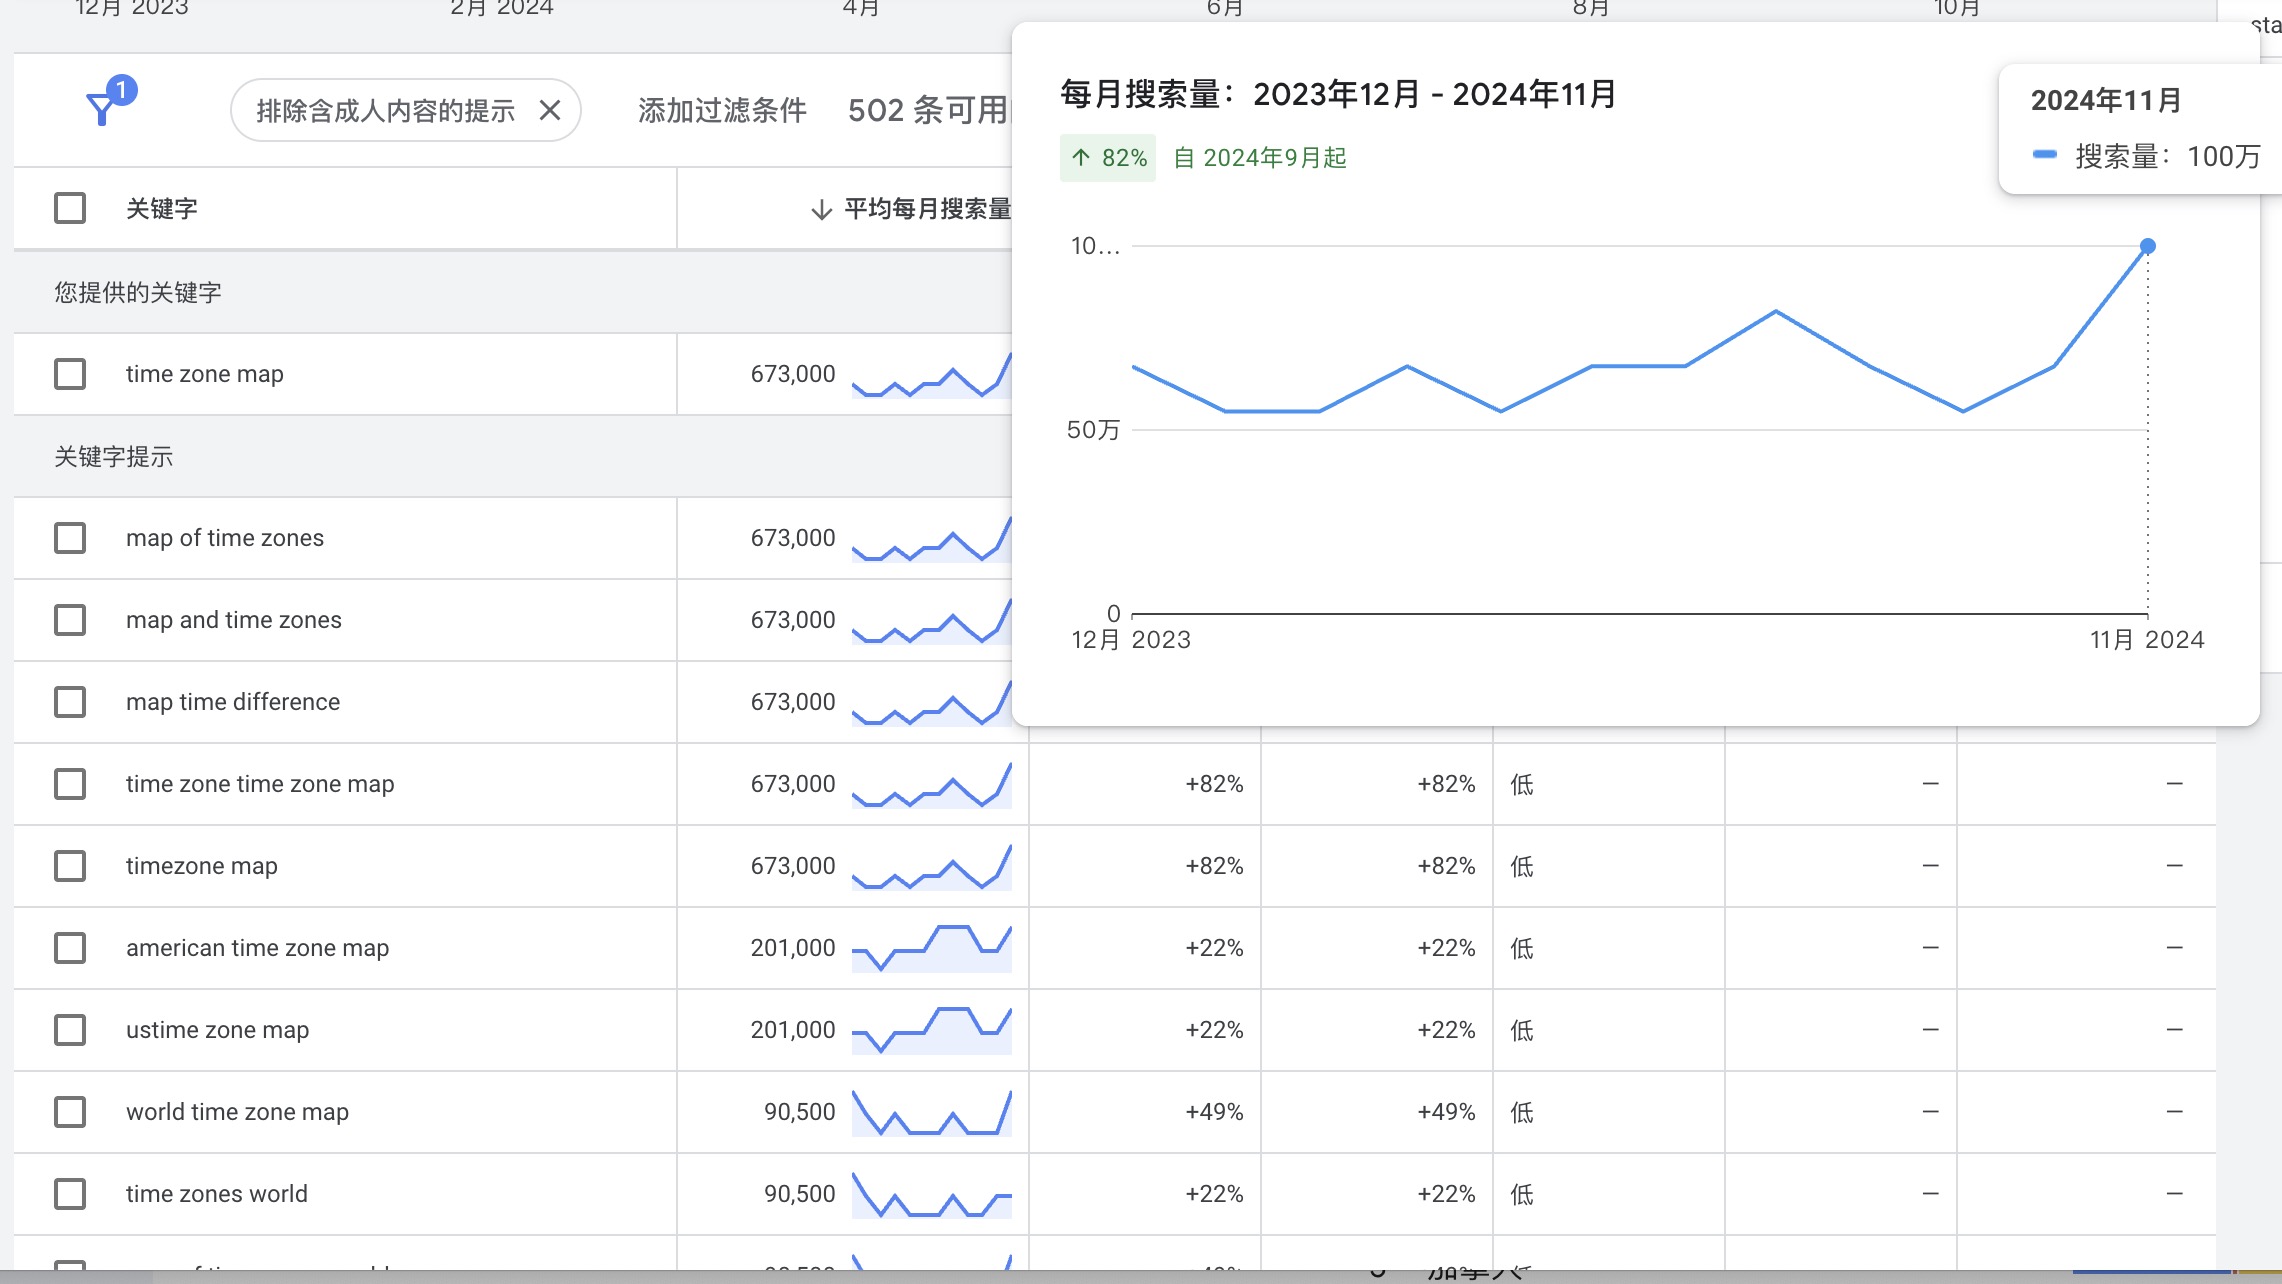 12月 2023
2月 2024
4月
6月
8月
10月
sta
1
排除含成人内容的提示
添加过滤条件
502 条可用
关键字
平均每月搜索量
您提供的关键字
time zone map
673,000
关键字提示
map of time zones
673,000
map and time zones
673,000
map time difference
673,000
time zone time zone map
673,000
+82%
+82%
低
–
–
timezone map
673,000
+82%
+82%
低
–
–
american time zone map
201,000
+22%
+22%
低
–
–
ustime zone map
201,000
+22%
+22%
低
–
–
world time zone map
90,500
+49%
+49%
低
–
–
time zones world
90,500
+22%
+22%
低
–
–
每月搜索量：2023年12月 - 2024年11月
82%
自 2024年9月起
2024年11月
搜索量：100万
10...
50万
0
12月 2023
11月 2024